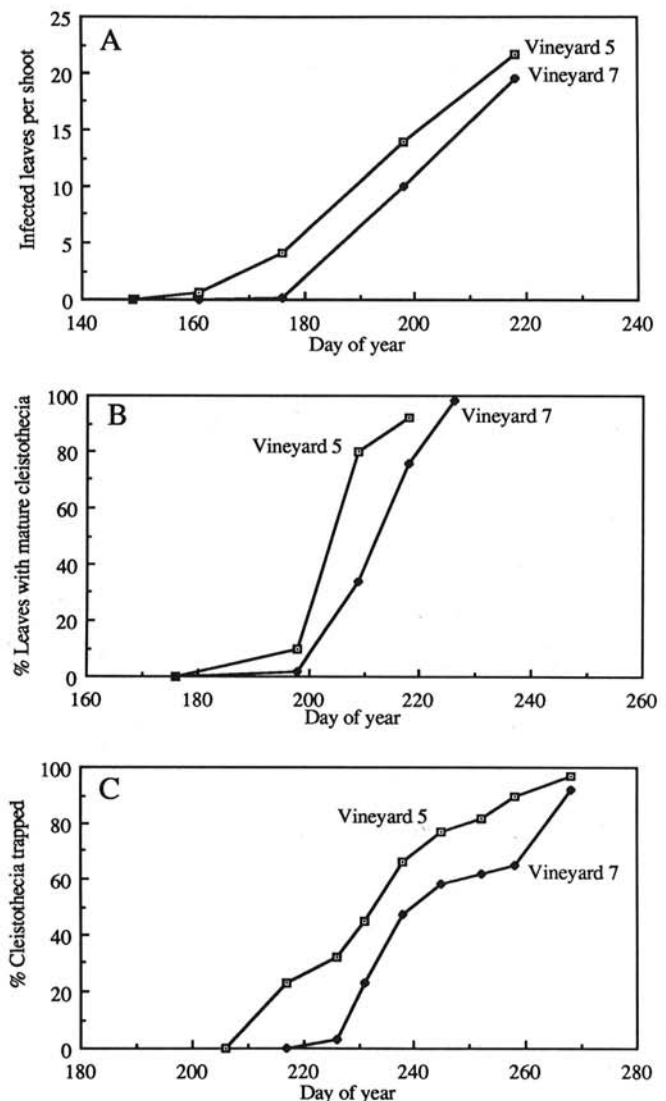 A
Infected leaves per shoot
25
20
15
10
5
0
Vineyard 5
Vineyard 7
140 160 180 200 220 240
Day of year
B
% Leaves with mature cleistothecia
100
80
60
40
20
0
Vineyard 5
Vineyard 7
160 180 200 220 240 260
Day of year
C
% Cleistothecia trapped
100
80
60
40
20
0
Vineyard 5
Vineyard 7
180 200 220 240 260 280
Day of year